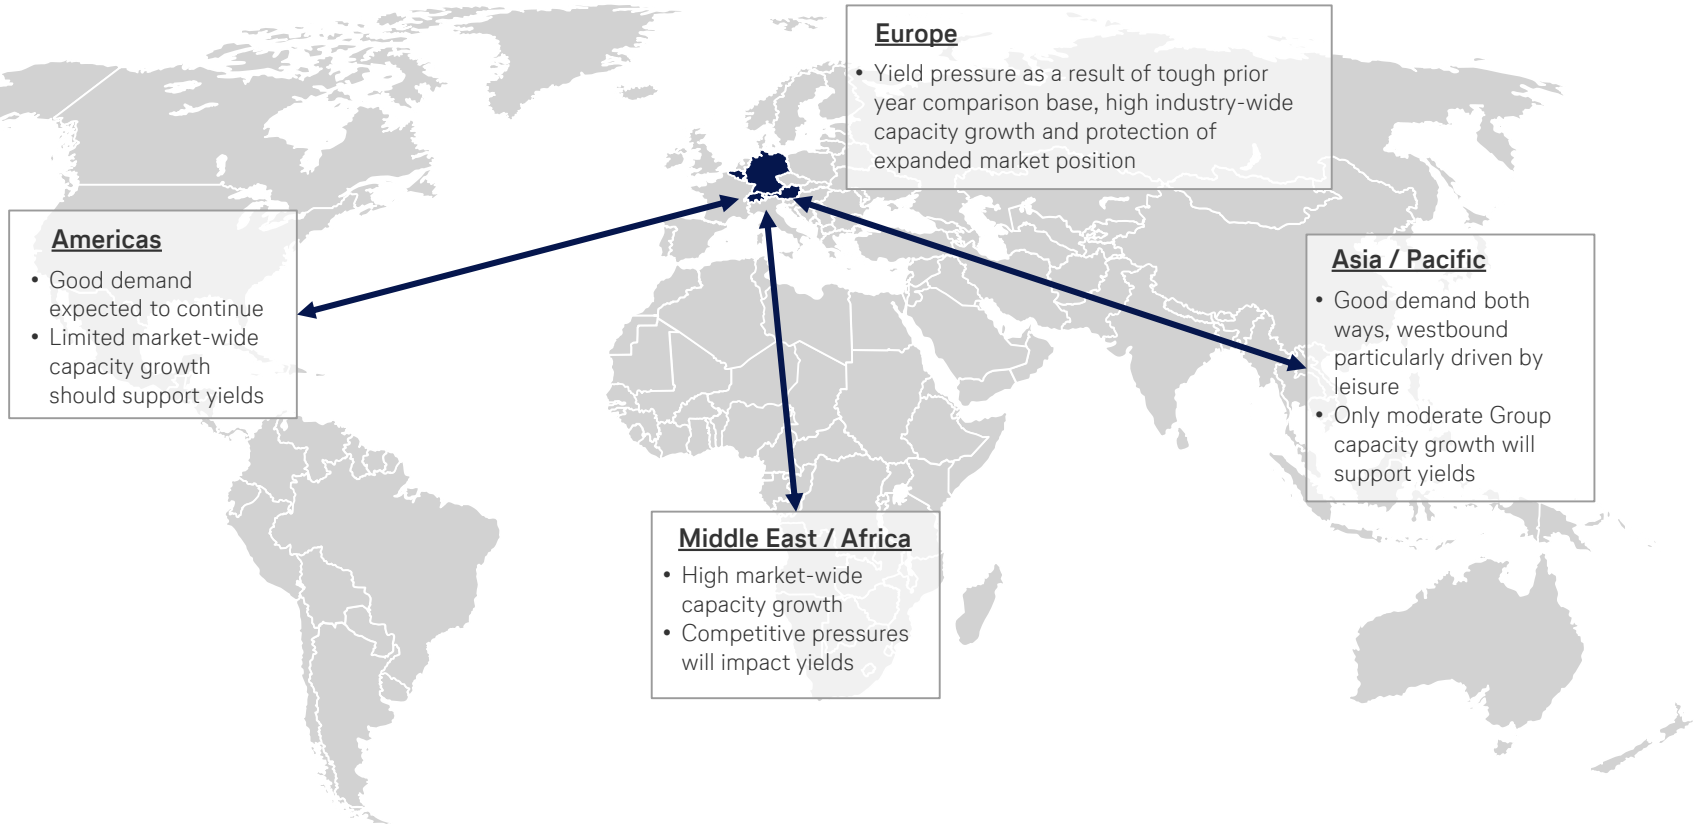 Europe
• Yield pressure as a result of tough prior
year comparison base, high industry-wide
capacity growth and protection of
expanded market position
Americas
• Good demand
expected to continue
• Limited market-wide
capacity growth
should support yields
Asia / Pacific
• Good demand both
ways, westbound
particularly driven by
leisure
• Only moderate Group
capacity growth will
support yields
Middle East / Africa
• High market-wide
capacity growth
• Competitive pressures
will impact yields